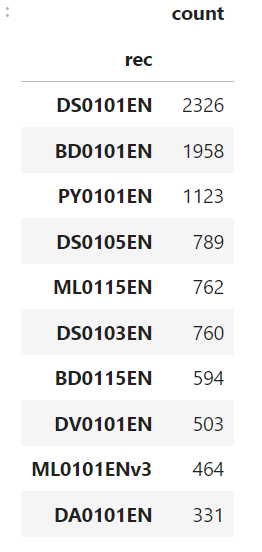 :
count
rec
DS0101EN 2326
BD0101EN 1958
PY0101EN 1123
DS0105EN 789
ML0115EN 762
DS0103EN 760
BD0115EN 594
DV0101EN 503
ML0101ENv3 464
DA0101EN 331